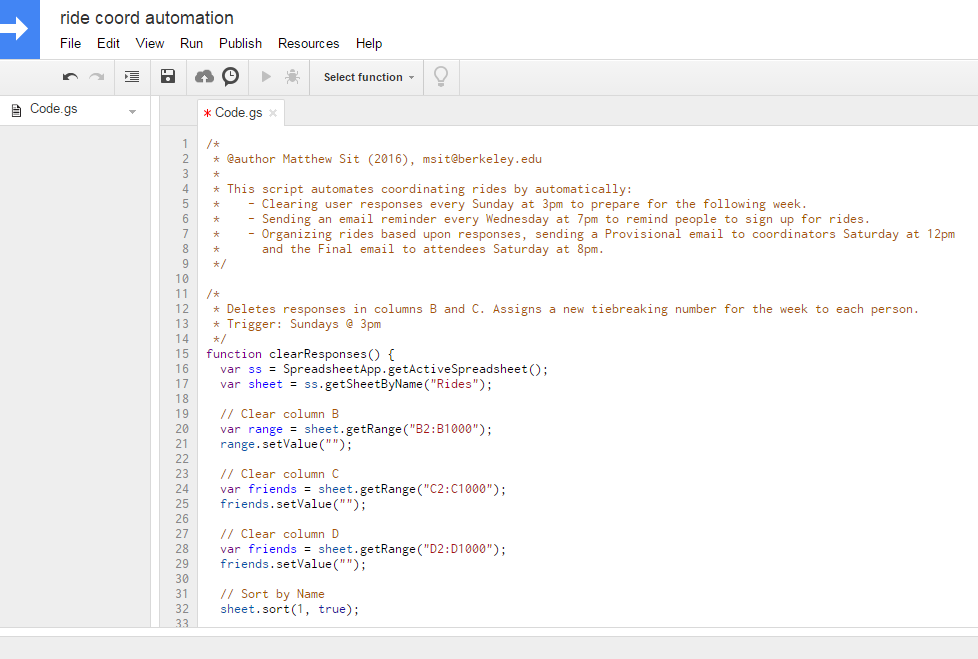 ride coord automation
File Edit View Run Publish Resources Help
Select function
Code.gs
* Code.gs ×
1 /*
2  * @author Matthew Sit (2016), msit@berkeley.edu
3  *
4  * This script automates coordinating rides by automatically:
5  *    - Clearing user responses every Sunday at 3pm to prepare for the following week.
6  *    - Sending an email reminder every Wednesday at 7pm to remind people to sign up for rides.
7  *    - Organizing rides based upon responses, sending a Provisional email to coordinators Saturday at 12pm
8  *      and the Final email to attendees Saturday at 8pm.
9  */
10
11 /*
12  * Deletes responses in columns B and C. Assigns a new tiebreaking number for the week to each person.
13  * Trigger: Sundays @ 3pm
14  */
15 function clearResponses() {
16   var ss = SpreadsheetApp.getActiveSpreadsheet();
17   var sheet = ss.getSheetByName("Rides");
18
19   // Clear column B
20   var range = sheet.getRange("B2:B1000");
21   range.setValue("");
22
23   // Clear column C
24   var friends = sheet.getRange("C2:C1000");
25   friends.setValue("");
26
27   // Clear column D
28   var friends = sheet.getRange("D2:D1000");
29   friends.setValue("");
30
31   // Sort by Name
32   sheet.sort(1, true);
33